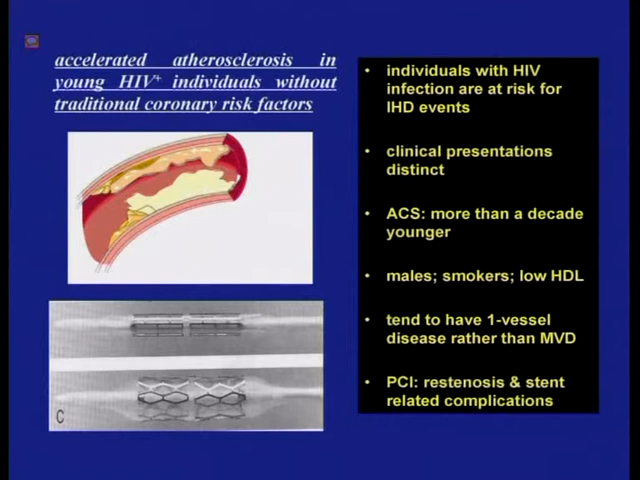 accelerated atherosclerosis in
young HIV+ individuals without
traditional coronary risk factors
• individuals with HIV
infection are at risk for
IHD events
• clinical presentations
distinct
• ACS: more than a decade
younger
• males; smokers; low HDL
• tend to have 1-vessel
disease rather than MVD
• PCI: restenosis & stent
related complications
C